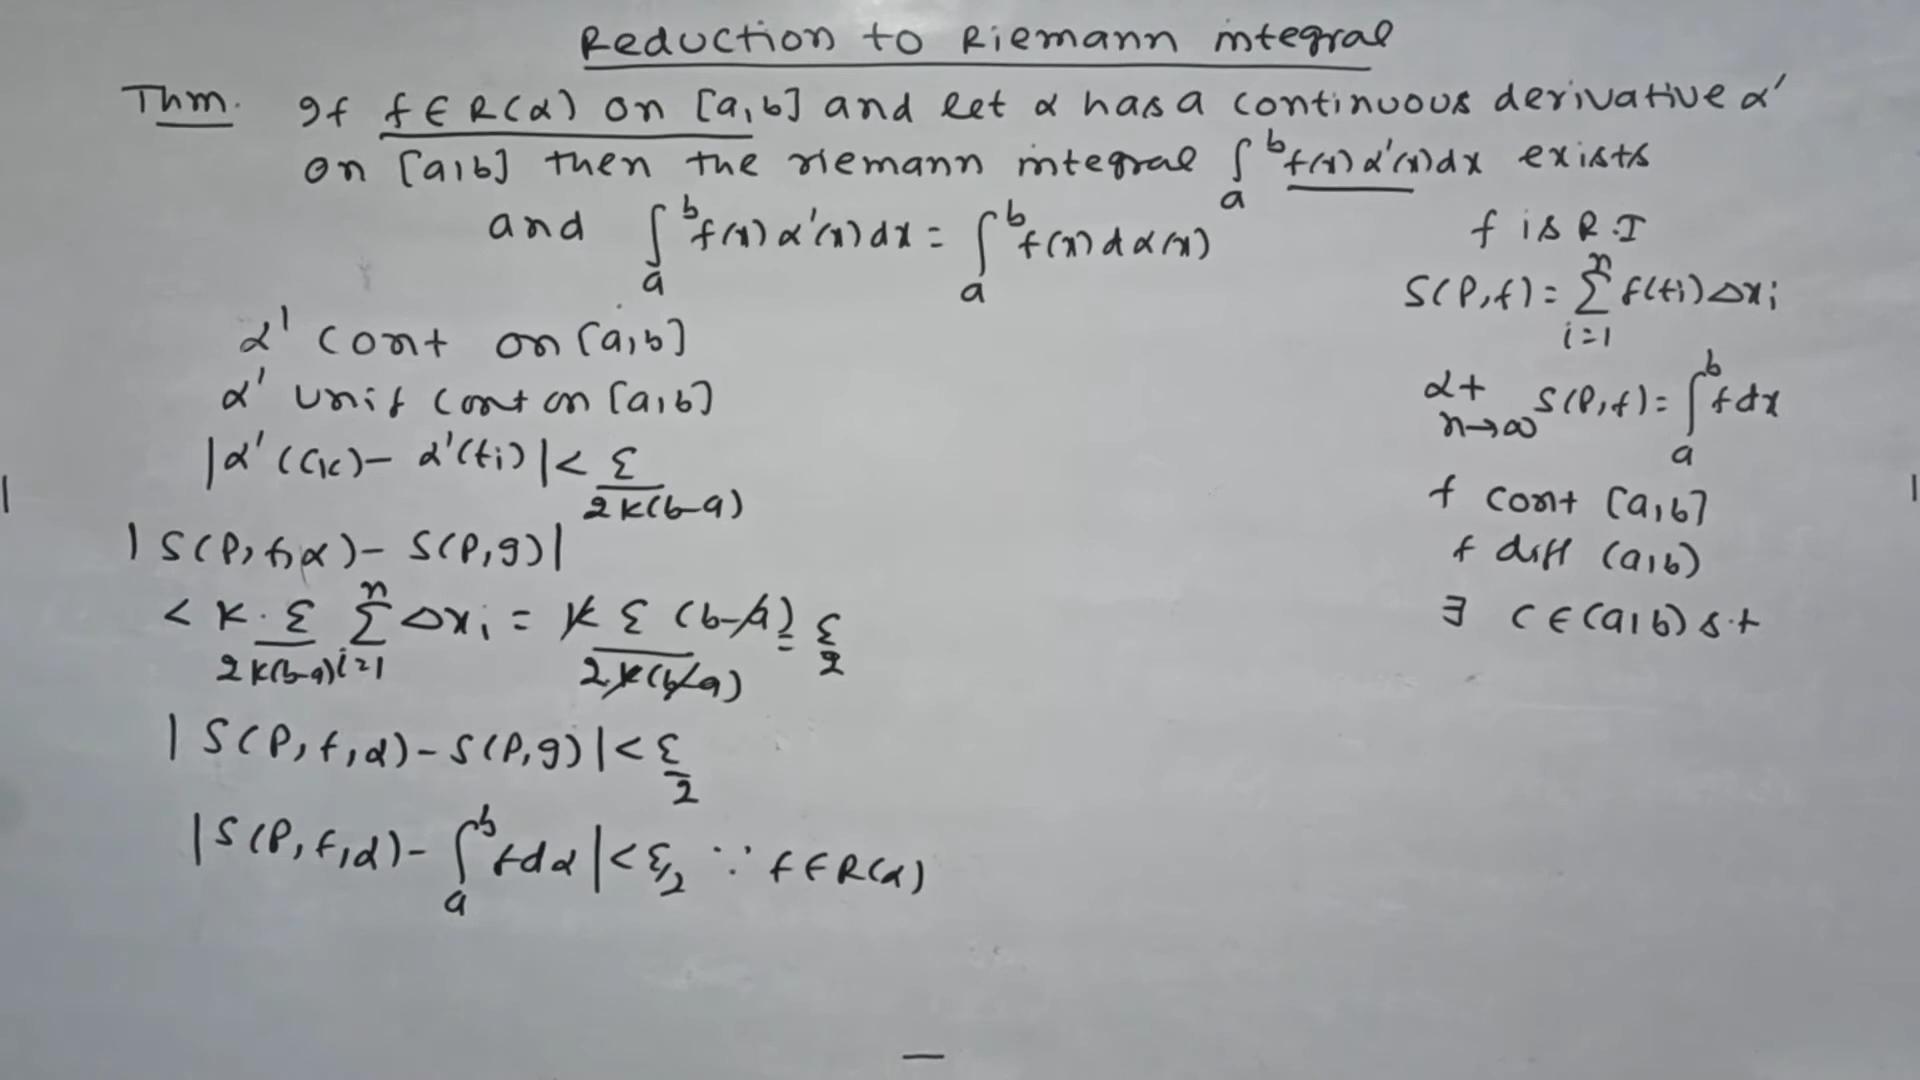 Reduction to Riemann integral
Thm. If f ∈ R(α) on [a,b] and let α has a continuous derivative α'
on [a,b] then the riemann integral ∫_a^b f(x) α'(x) dx exists
and ∫_a^b f(x) α'(x) dx = ∫_a^b f(x) d α(x)
α' cont on [a,b]
α' unif cont on [a,b]
|α'(ck) - α'(ti)| < ε/2k(b-a)
|S(P,f,α) - S(P,g)|
< k · ε/2k(b-a) Σ_{i=1}^n Δxi = k ε (b-a)/2k(b-a) = ε/2
|S(P,f,α) - S(P,g)| < ε/2
|S(P,f,α) - ∫_a^b f dα| < ε/2 ∵ f ∈ R(α)
f is R.I
S(P,f) = Σ_{i=1}^n f(ti) Δxi
αt_{n→∞} S(P,f) = ∫_a^b f dx
f cont [a,b]
f diff (a,b)
∃ c ∈ (a,b) s.t